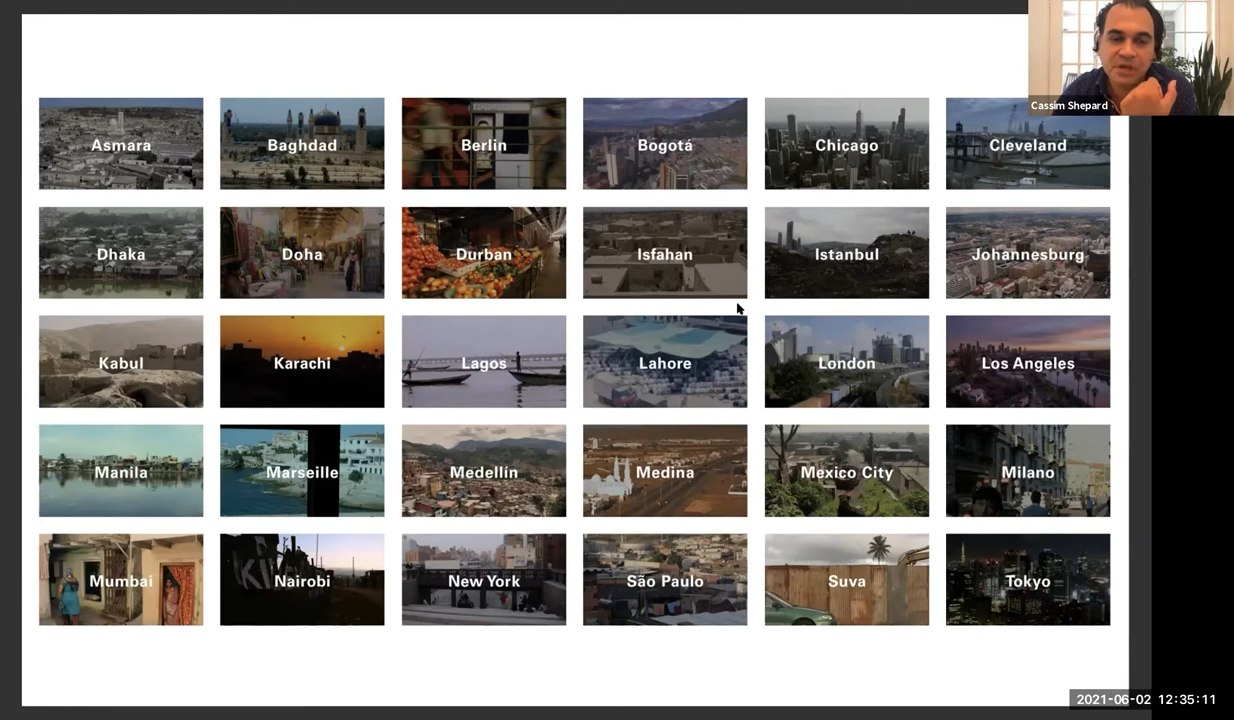 Cassim Shepard
Asmara
Baghdad
Berlin
Bogotá
Chicago
Cleveland
Dhaka
Doha
Durban
Isfahan
Istanbul
Johannesburg
Kabul
Karachi
Lagos
Lahore
London
Los Angeles
Manila
Marseille
Medellín
Medina
Mexico City
Milano
Mumbai
Nairobi
New York
São Paulo
Suva
Tokyo
2021-06-02 12:35:11